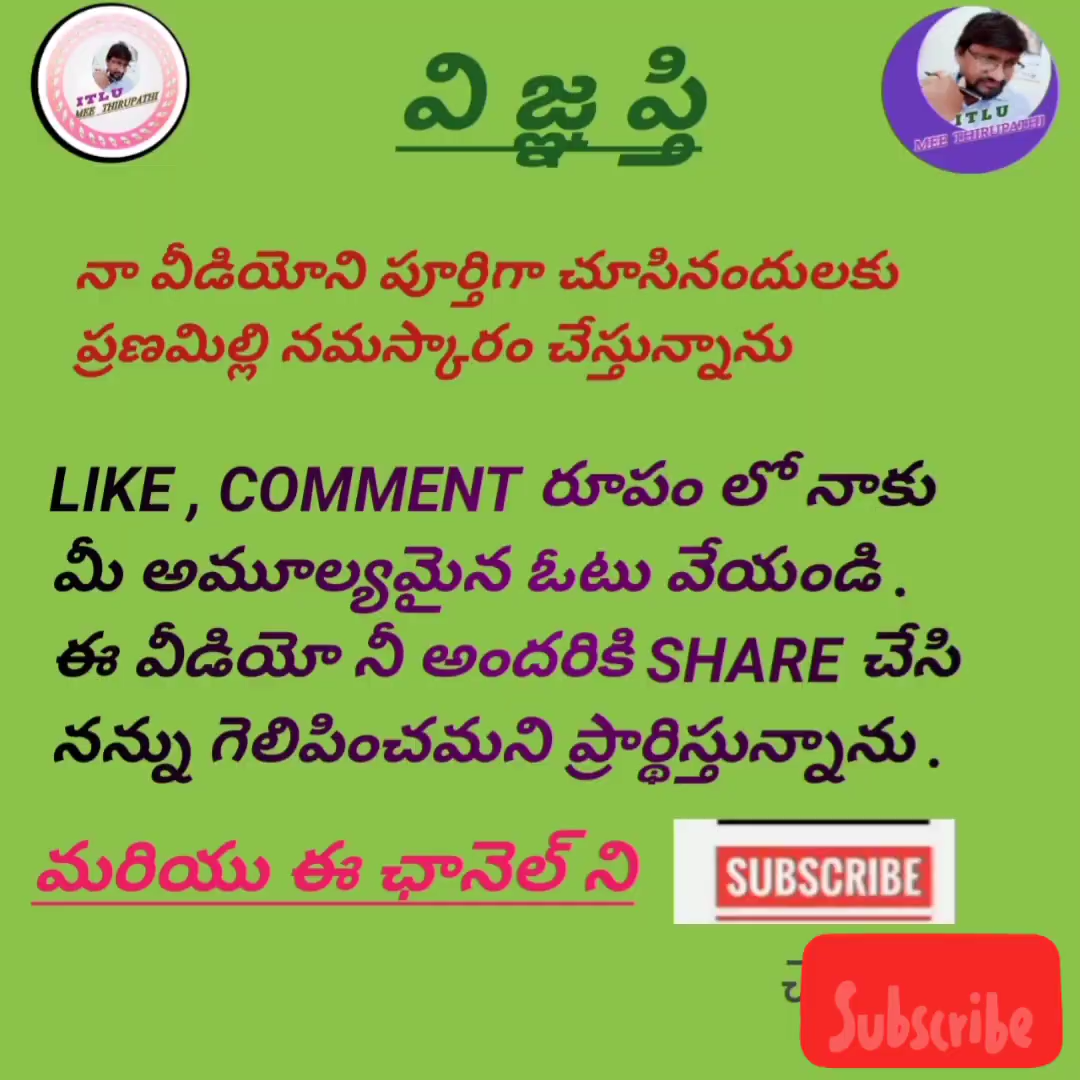 ITLU
MEE THIRUPATHI
వి జ్ఞ ప్తి
ITLU
MEE THIRUPATHI
నా వీడియోని పూర్తిగా చూసినందులకు
ప్రణమిల్లి నమస్కారం చేస్తున్నాను
LIKE , COMMENT రూపం లో నాకు
మీ అమూల్యమైన ఓటు వేయండి .
ఈ వీడియో నీ అందరికి SHARE చేసి
నన్ను గెలిపించమని ప్రార్థిస్తున్నాను .
మరియు ఈ ఛానెల్ ని SUBSCRIBE
Subscribe